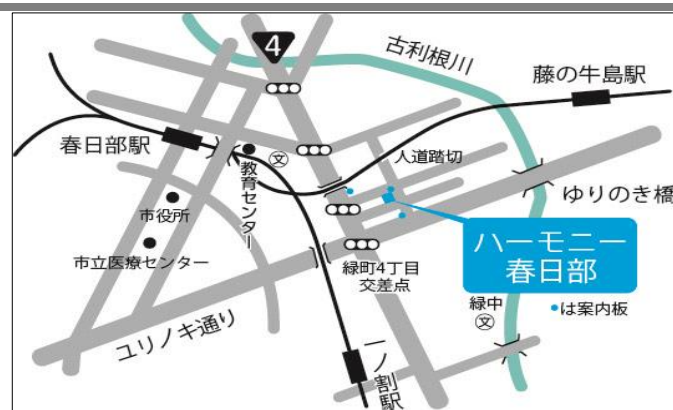 4
古利根川
藤の牛島駅
春日部駅
文
人道踏切
教育センター
ゆりのき橋
市役所
ハーモニー
春日部
市立医療センター
緑町4丁目
交差点
緑中
文
●は案内板
ユリノキ通り
一ノ割駅